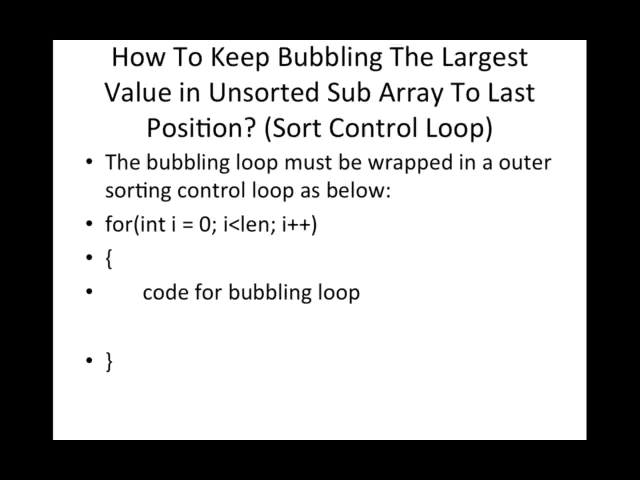 How To Keep Bubbling The Largest
Value in Unsorted Sub Array To Last
Position? (Sort Control Loop)
• The bubbling loop must be wrapped in a outer
sorting control loop as below:
• for(int i = 0; i<len; i++)
• {
• code for bubbling loop
• }